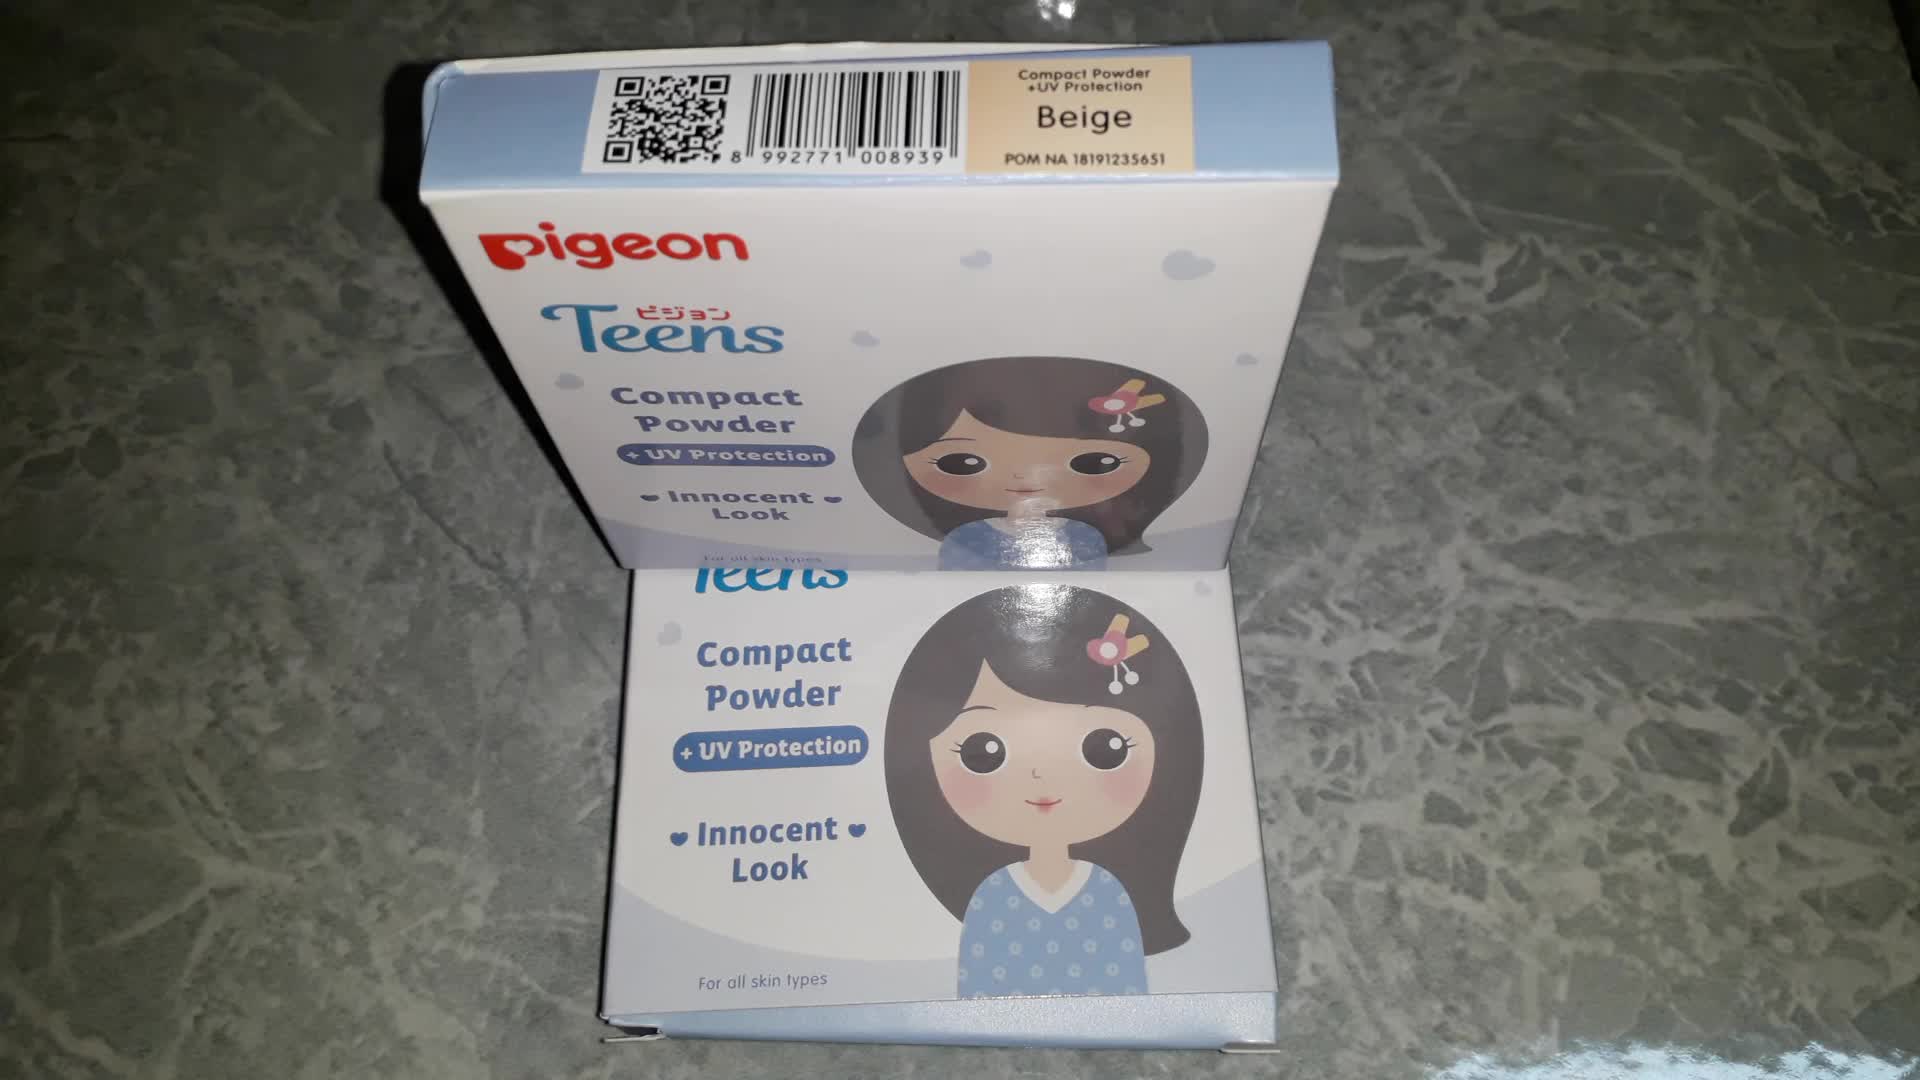 Compact Powder
+UV Protection
Beige
POM NA 18191235651
8 992771 008939
pigeon
ピジョン
Teens
Compact
Powder
+ UV Protection
Innocent
Look
For all skin types
Teens
Compact
Powder
+ UV Protection
Innocent
Look
For all skin types